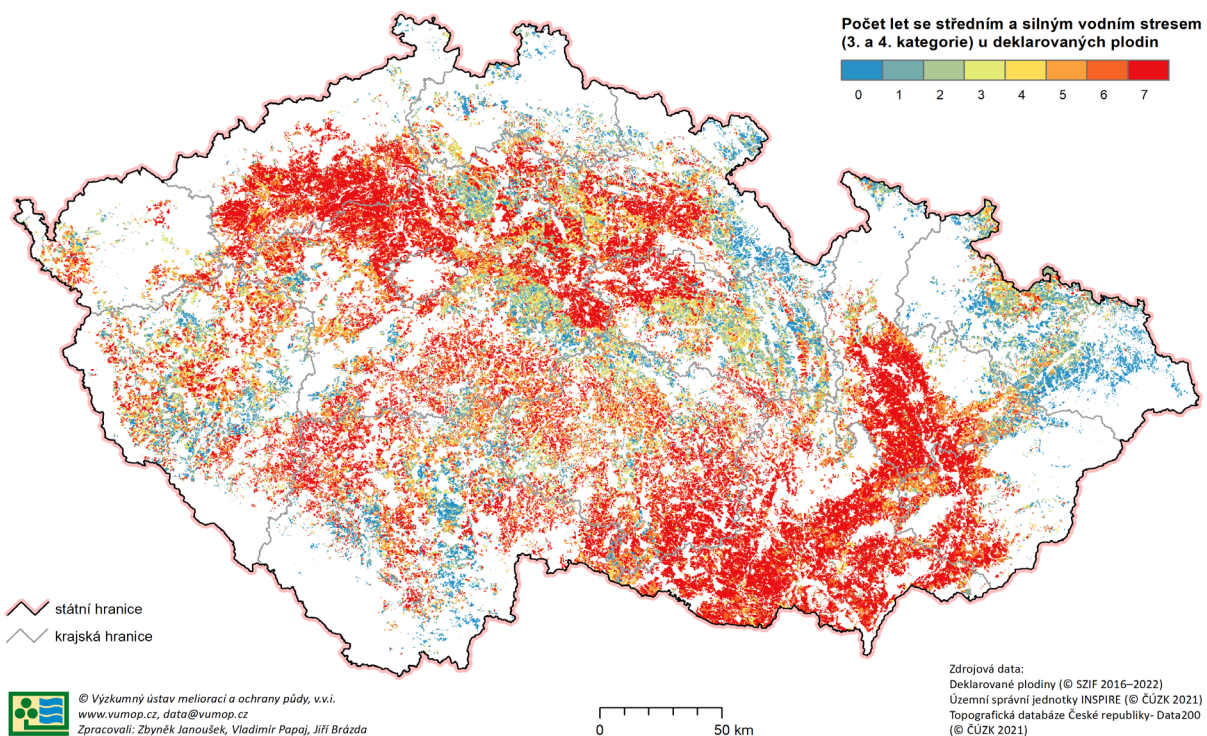 Počet let se středním a silným vodním stresem
(3. a 4. kategorie) u deklarovaných plodin
0 1 2 3 4 5 6 7
státní hranice
krajská hranice
© Výzkumný ústav meliorací a ochrany půdy, v.v.i.
www.vumop.cz, data@vumop.cz
Zpracovali: Zbyněk Janoušek, Vladimír Papaj, Jiří Brázda
0 50 km
Zdrojová data:
Deklarované plodiny (© SZIF 2016–2022)
Územní správní jednotky INSPIRE (© ČÚZK 2021)
Topografická databáze České republiky- Data200
(© ČÚZK 2021)